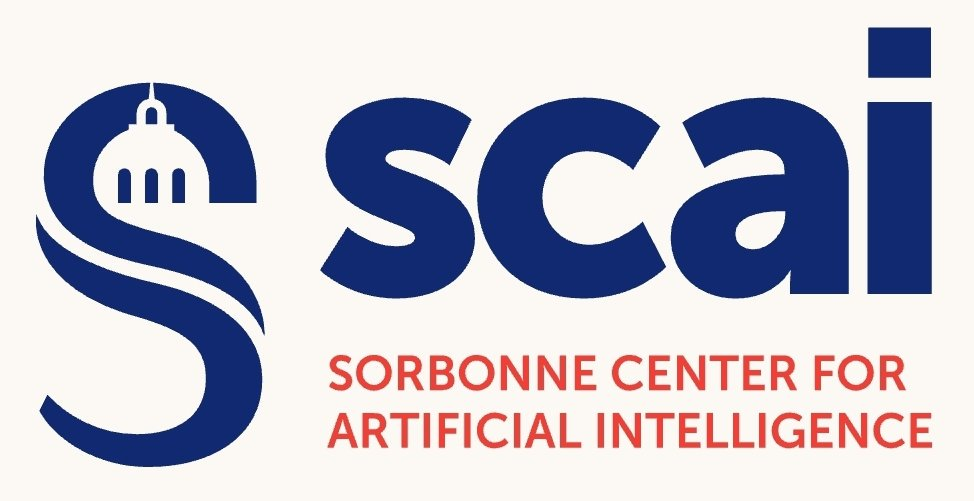 scai
SORBONNE CENTER FOR
ARTIFICIAL INTELLIGENCE